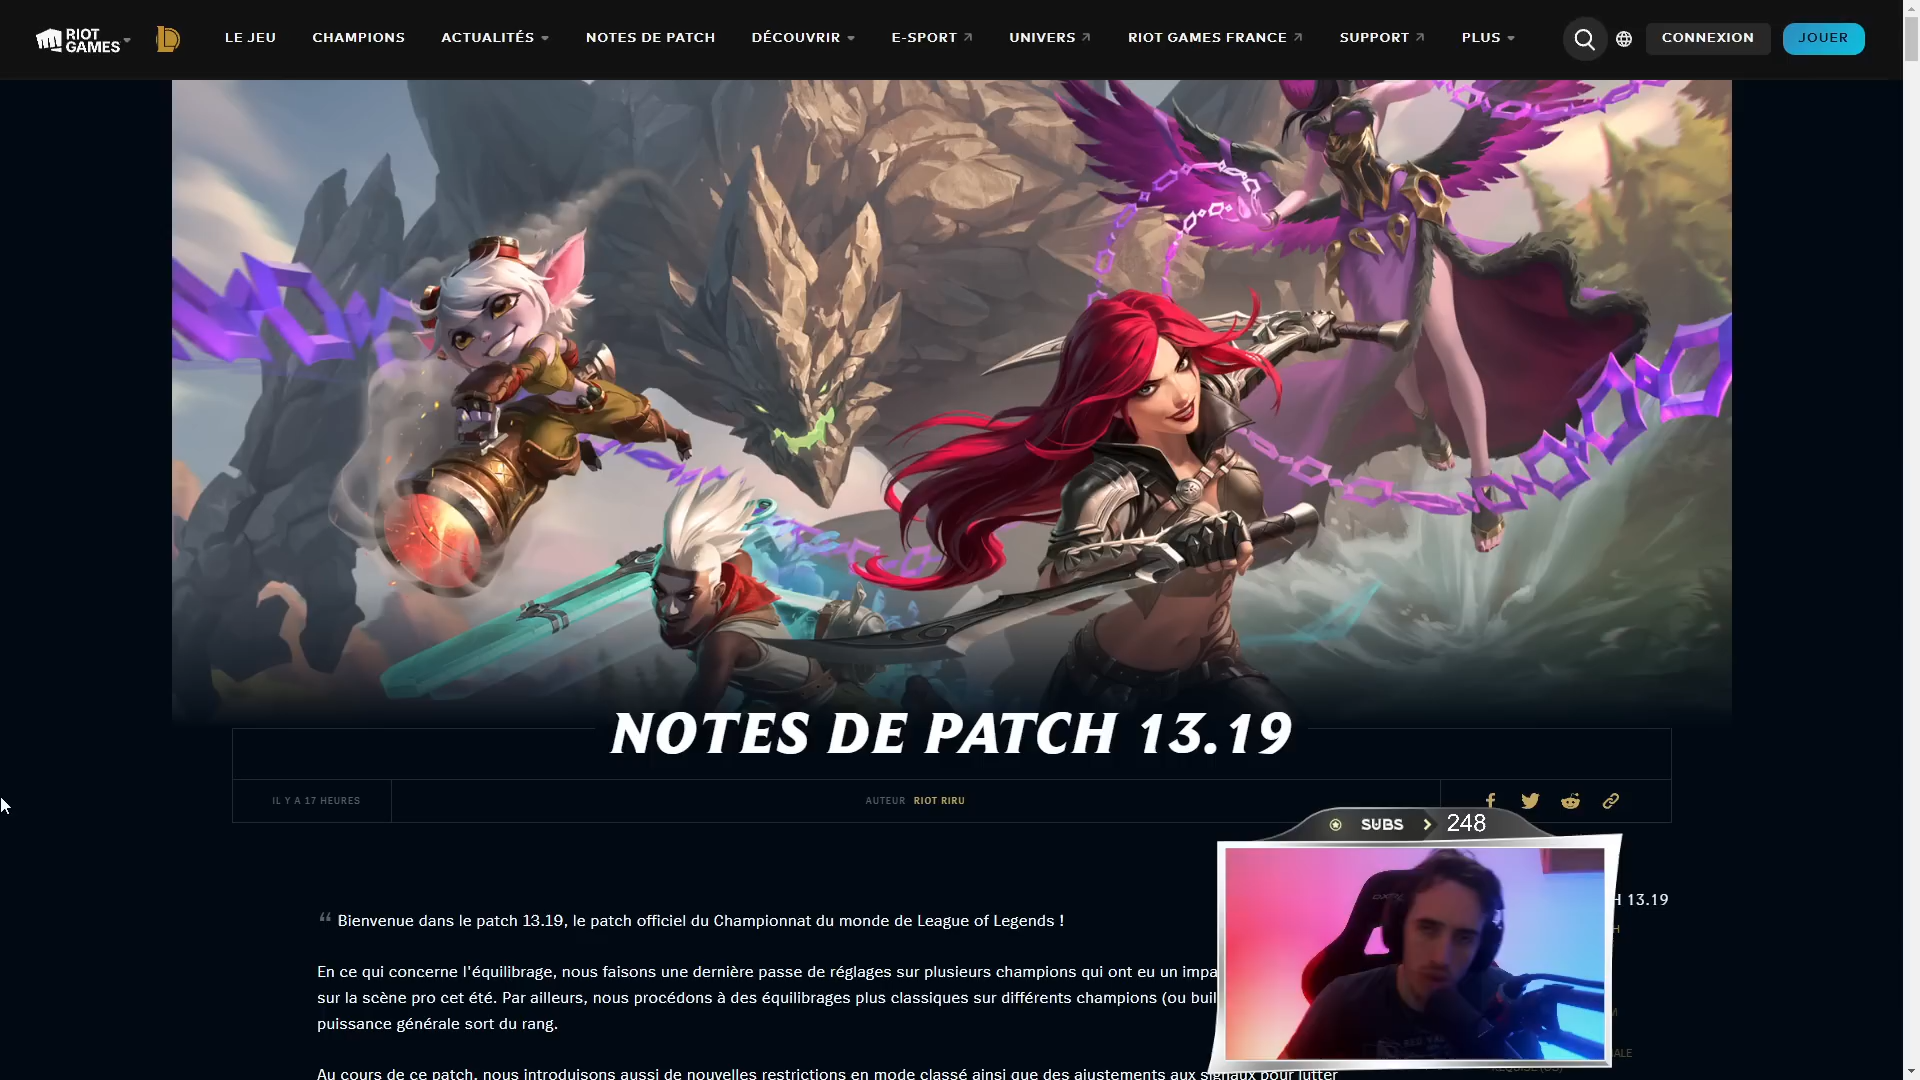 RIOT GAMES LE JEU CHAMPIONS ACTUALITÉS NOTES DE PATCH DÉCOUVRIR E-SPORT UNIVERS RIOT GAMES FRANCE SUPPORT PLUS CONNEXION JOUER
NOTES DE PATCH 13.19
IL Y A 17 HEURES AUTEUR RIOT RIRU
SUBS 248
H 13.19
“ Bienvenue dans le patch 13.19, le patch officiel du Championnat du monde de League of Legends !
En ce qui concerne l'équilibrage, nous faisons une dernière passe de réglages sur plusieurs champions qui ont eu un impa
sur la scène pro cet été. Par ailleurs, nous procédons à des équilibrages plus classiques sur différents champions (ou buil
puissance générale sort du rang.
Au cours de ce patch, nous introduisons aussi de nouvelles restrictions en mode classé ainsi que des ajustements aux signaux pour lutter